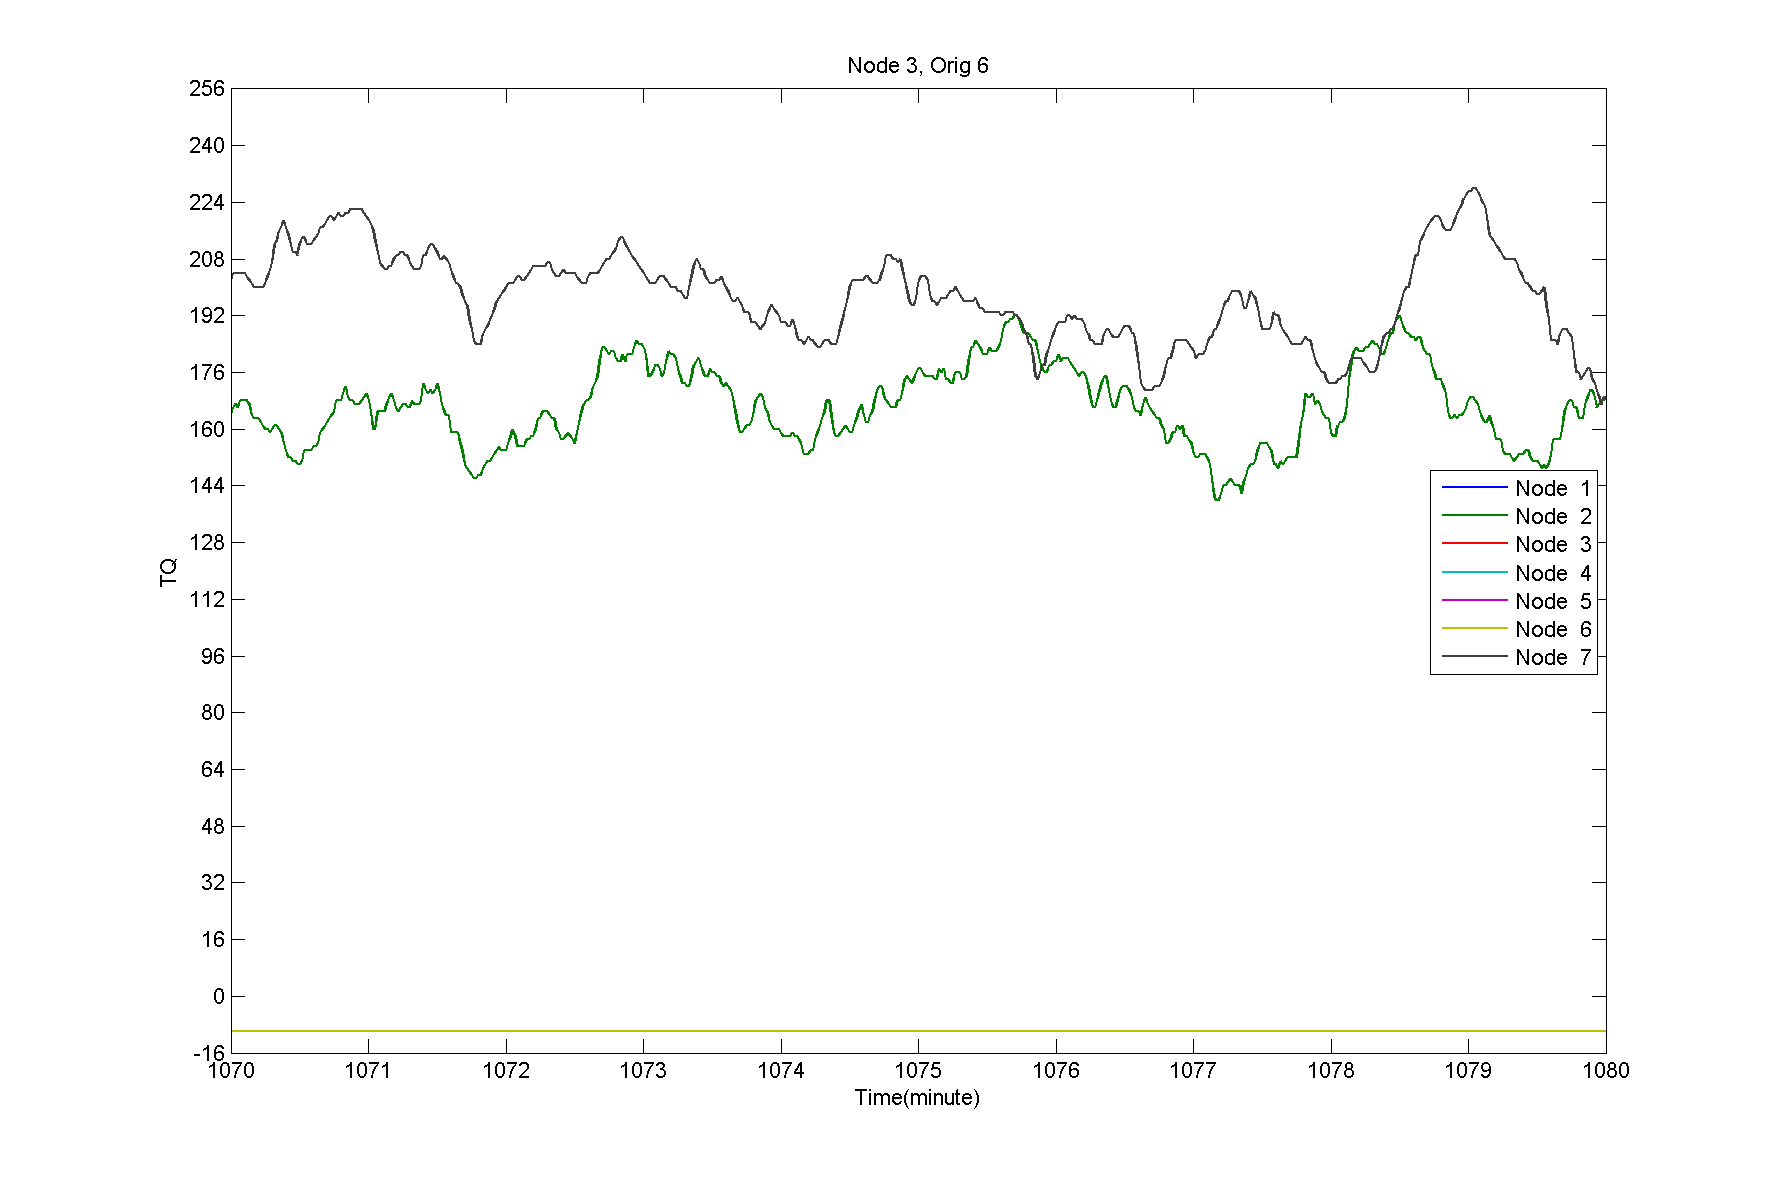 Node 3, Orig 6
256
240
224
208
192
176
160
144
128
112
96
80
64
48
32
16
0
-16
TQ
Node 1
Node 2
Node 3
Node 4
Node 5
Node 6
Node 7
1070 1071 1072 1073 1074 1075 1076 1077 1078 1079 1080
Time(minute)